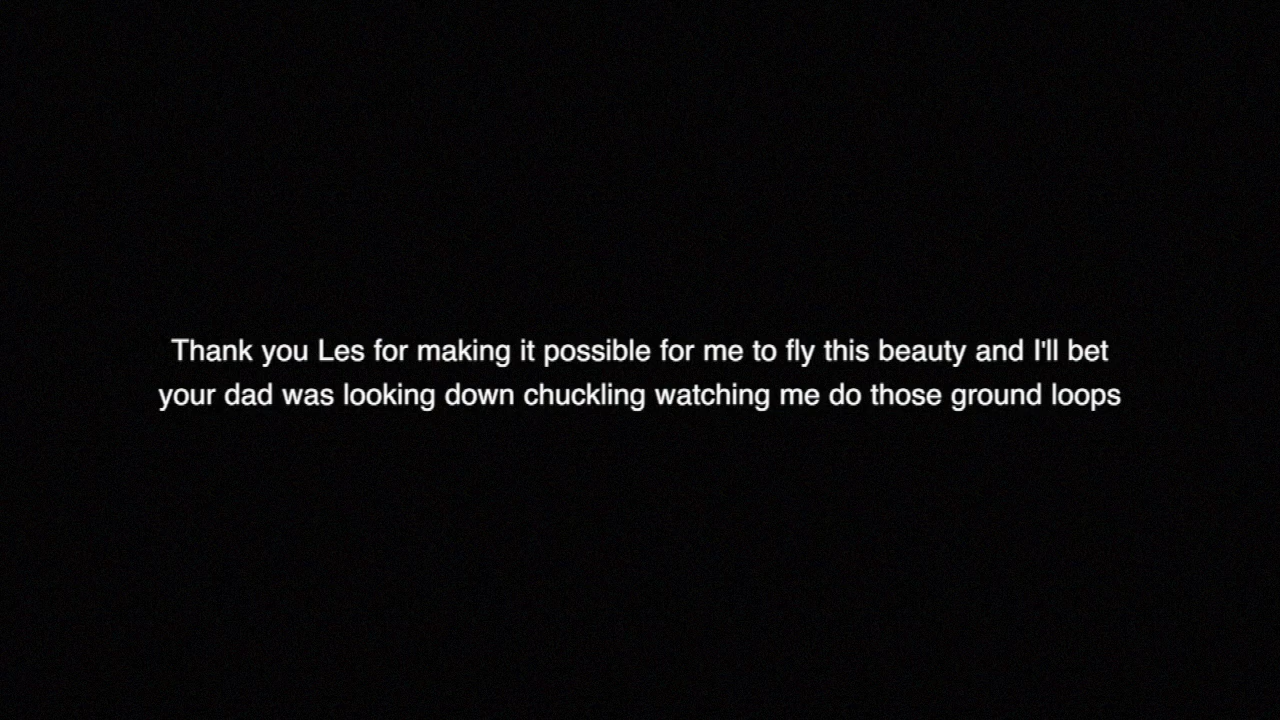 Thank you Les for making it possible for me to fly this beauty and I'll bet
your dad was looking down chuckling watching me do those ground loops